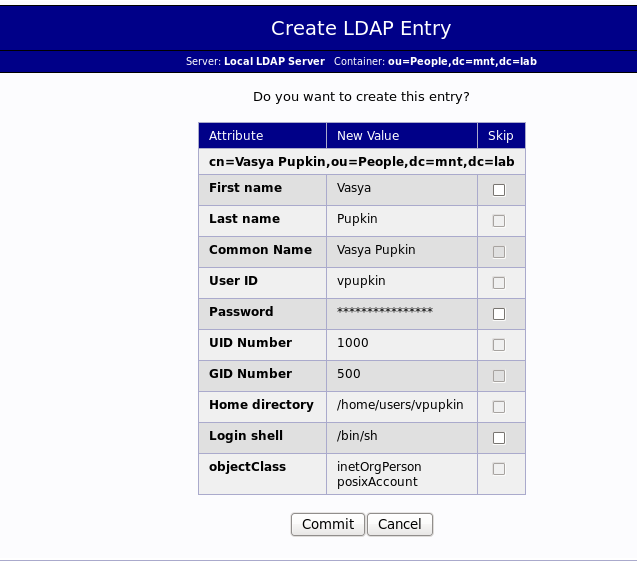 Create LDAP Entry
Server: Local LDAP Server Container: ou=People,dc=mnt,dc=lab
Do you want to create this entry?
Attribute New Value Skip
cn=Vasya Pupkin,ou=People,dc=mnt,dc=lab
First name Vasya
Last name Pupkin
Common Name Vasya Pupkin
User ID vpupkin
Password ****************
UID Number 1000
GID Number 500
Home directory /home/users/vpupkin
Login shell /bin/sh
objectClass inetOrgPerson
posixAccount
Commit Cancel